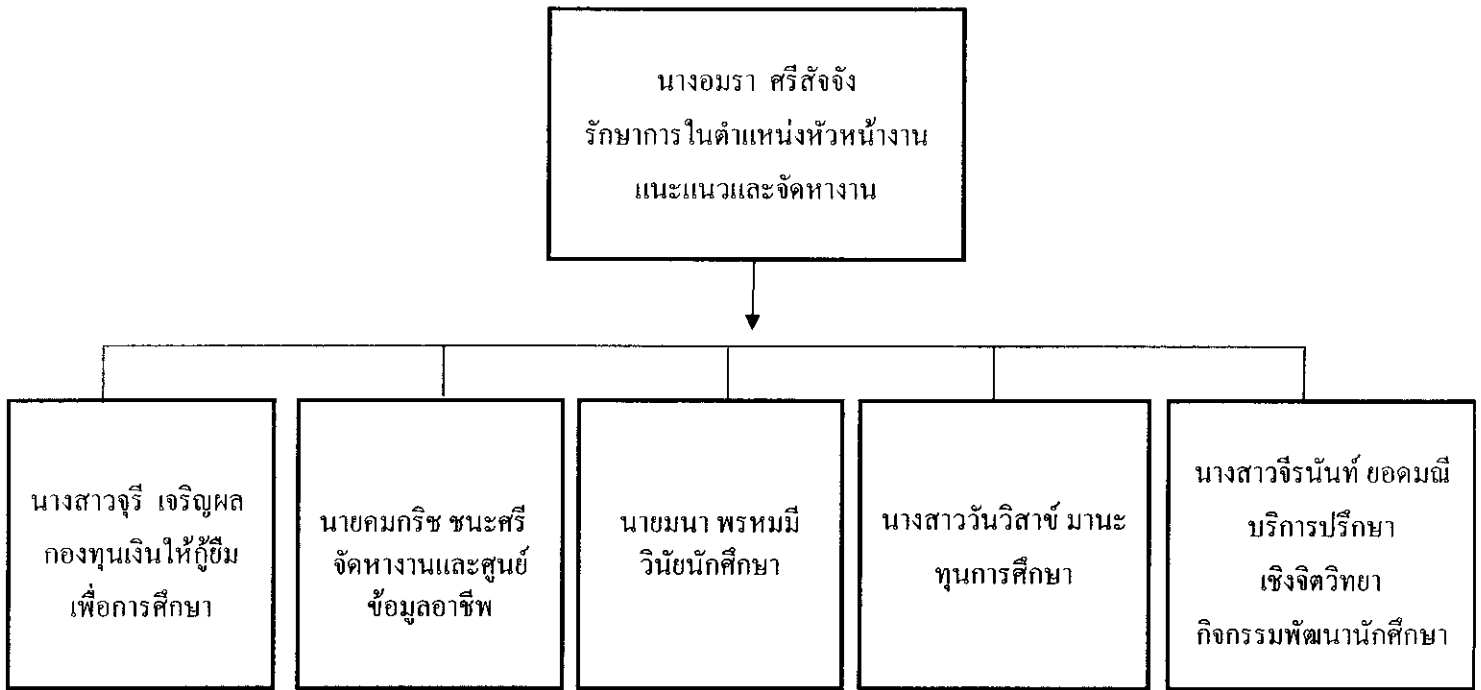 นางอมรา ศรีสัจจัง
รักษาการในตำแหน่งหัวหน้างาน
แนะแนวและจัดหางาน
นางสาวจุรี เจริญผล
กองทุนเงินให้กู้ยืม
เพื่อการศึกษา
นายคมกริช ชนะศรี
จัดหางานและศูนย์
ข้อมูลอาชีพ
นายมนา พรหมมี
วินัยนักศึกษา
นางสาววันวิสาข์ มานะ
ทุนการศึกษา
นางสาวจีรนันท์ ยอดมณี
บริการปรึกษา
เชิงจิตวิทยา
กิจกรรมพัฒนานักศึกษา